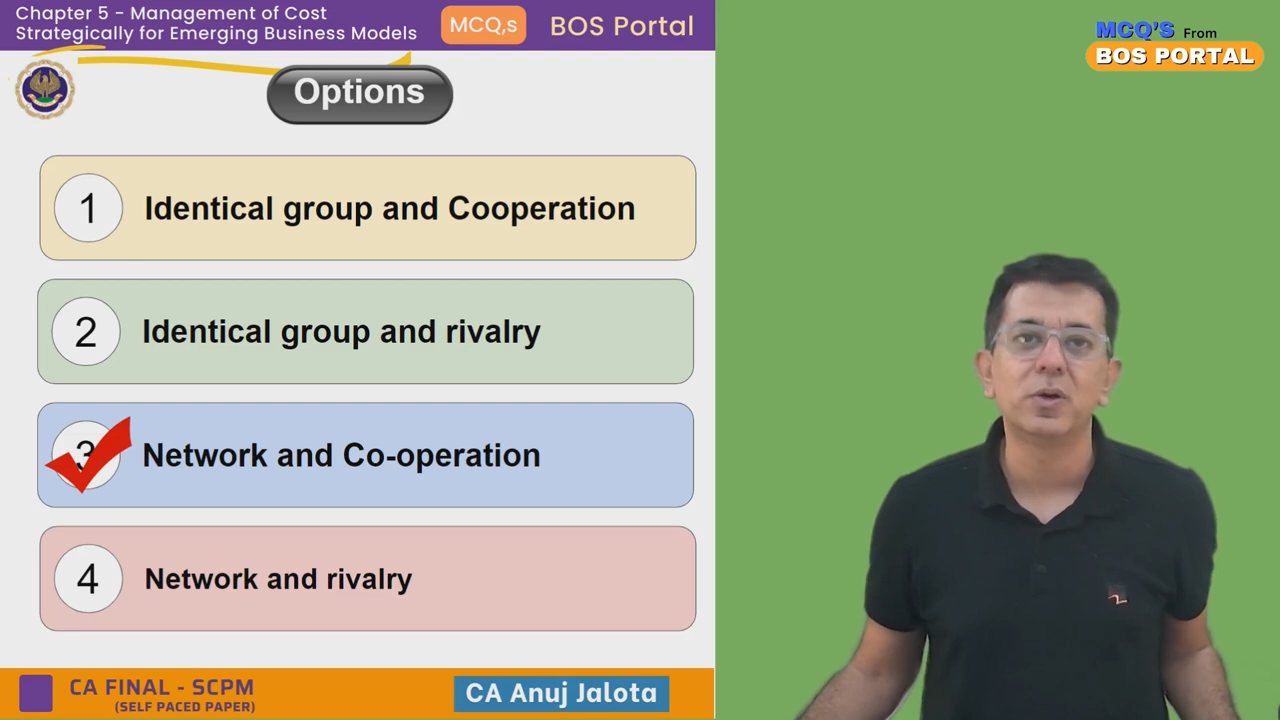 Chapter 5 - Management of Cost
Strategically for Emerging Business Models
MCQ,s
BOS Portal
MCQ'S From
BOS PORTAL
Options
1 Identical group and Cooperation
2 Identical group and rivalry
3 Network and Co-operation
4 Network and rivalry
CA FINAL - SCPM
(SELF PACED PAPER)
CA Anuj Jalota